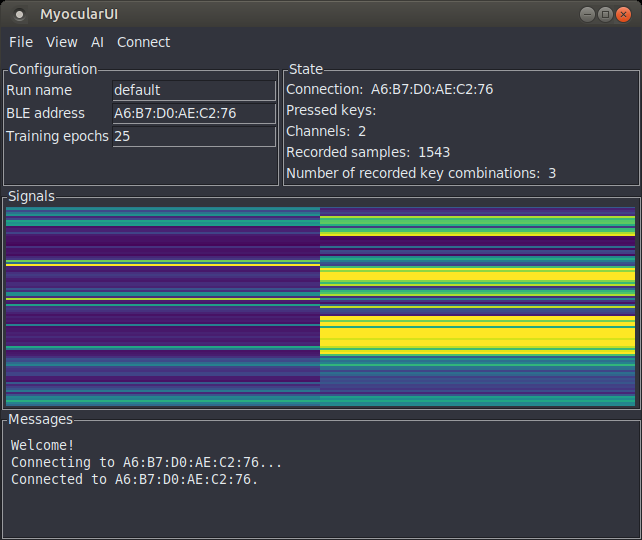 MyocularUI
File View AI Connect
Configuration
Run name default
BLE address A6:B7:D0:AE:C2:76
Training epochs 25
State
Connection: A6:B7:D0:AE:C2:76
Pressed keys:
Channels: 2
Recorded samples: 1543
Number of recorded key combinations: 3
Signals
Messages
Welcome!
Connecting to A6:B7:D0:AE:C2:76...
Connected to A6:B7:D0:AE:C2:76.